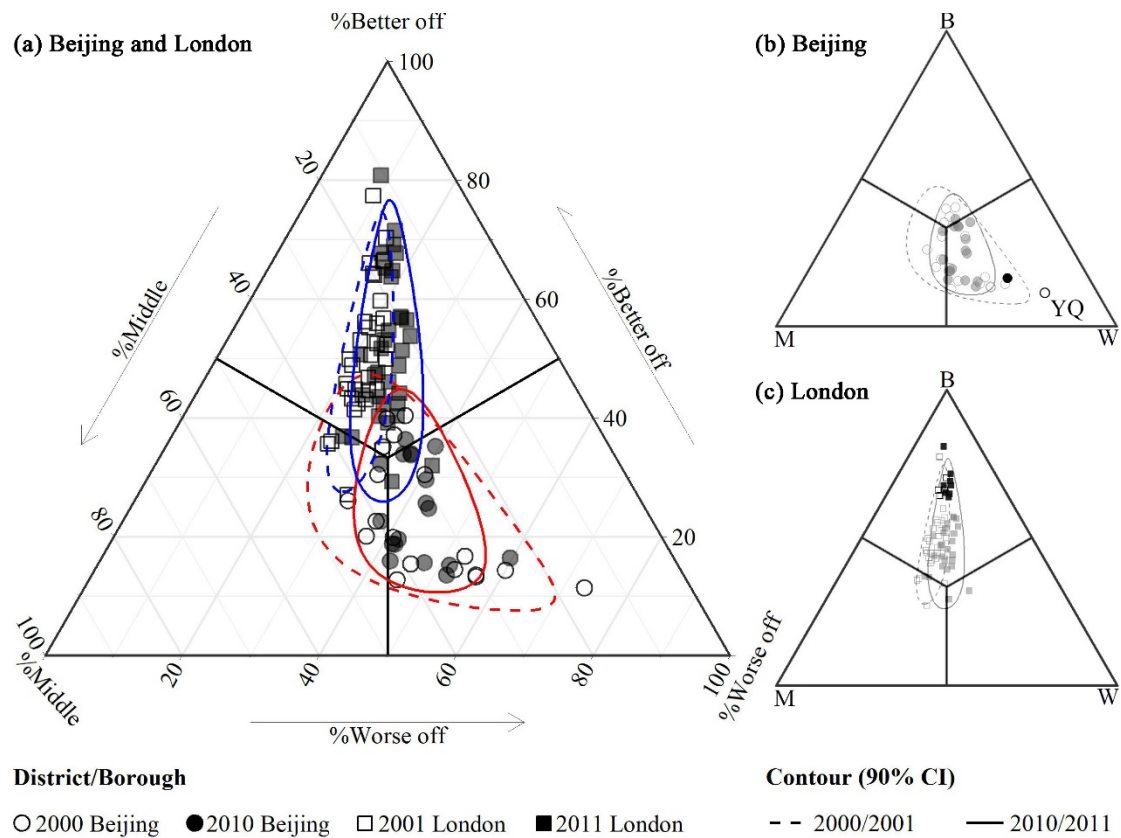 (a) Beijing and London
%Better off
100
80
60
40
20
%Better off
20
40
60
80
100
%Middle
%Middle
20
40
60
80
100
%Worse off
%Worse off
(b) Beijing
B
M
W
YQ
(c) London
B
M
W
District/Borough
2000 Beijing 2010 Beijing 2001 London 2011 London
Contour (90% CI)
2000/2001 2010/2011